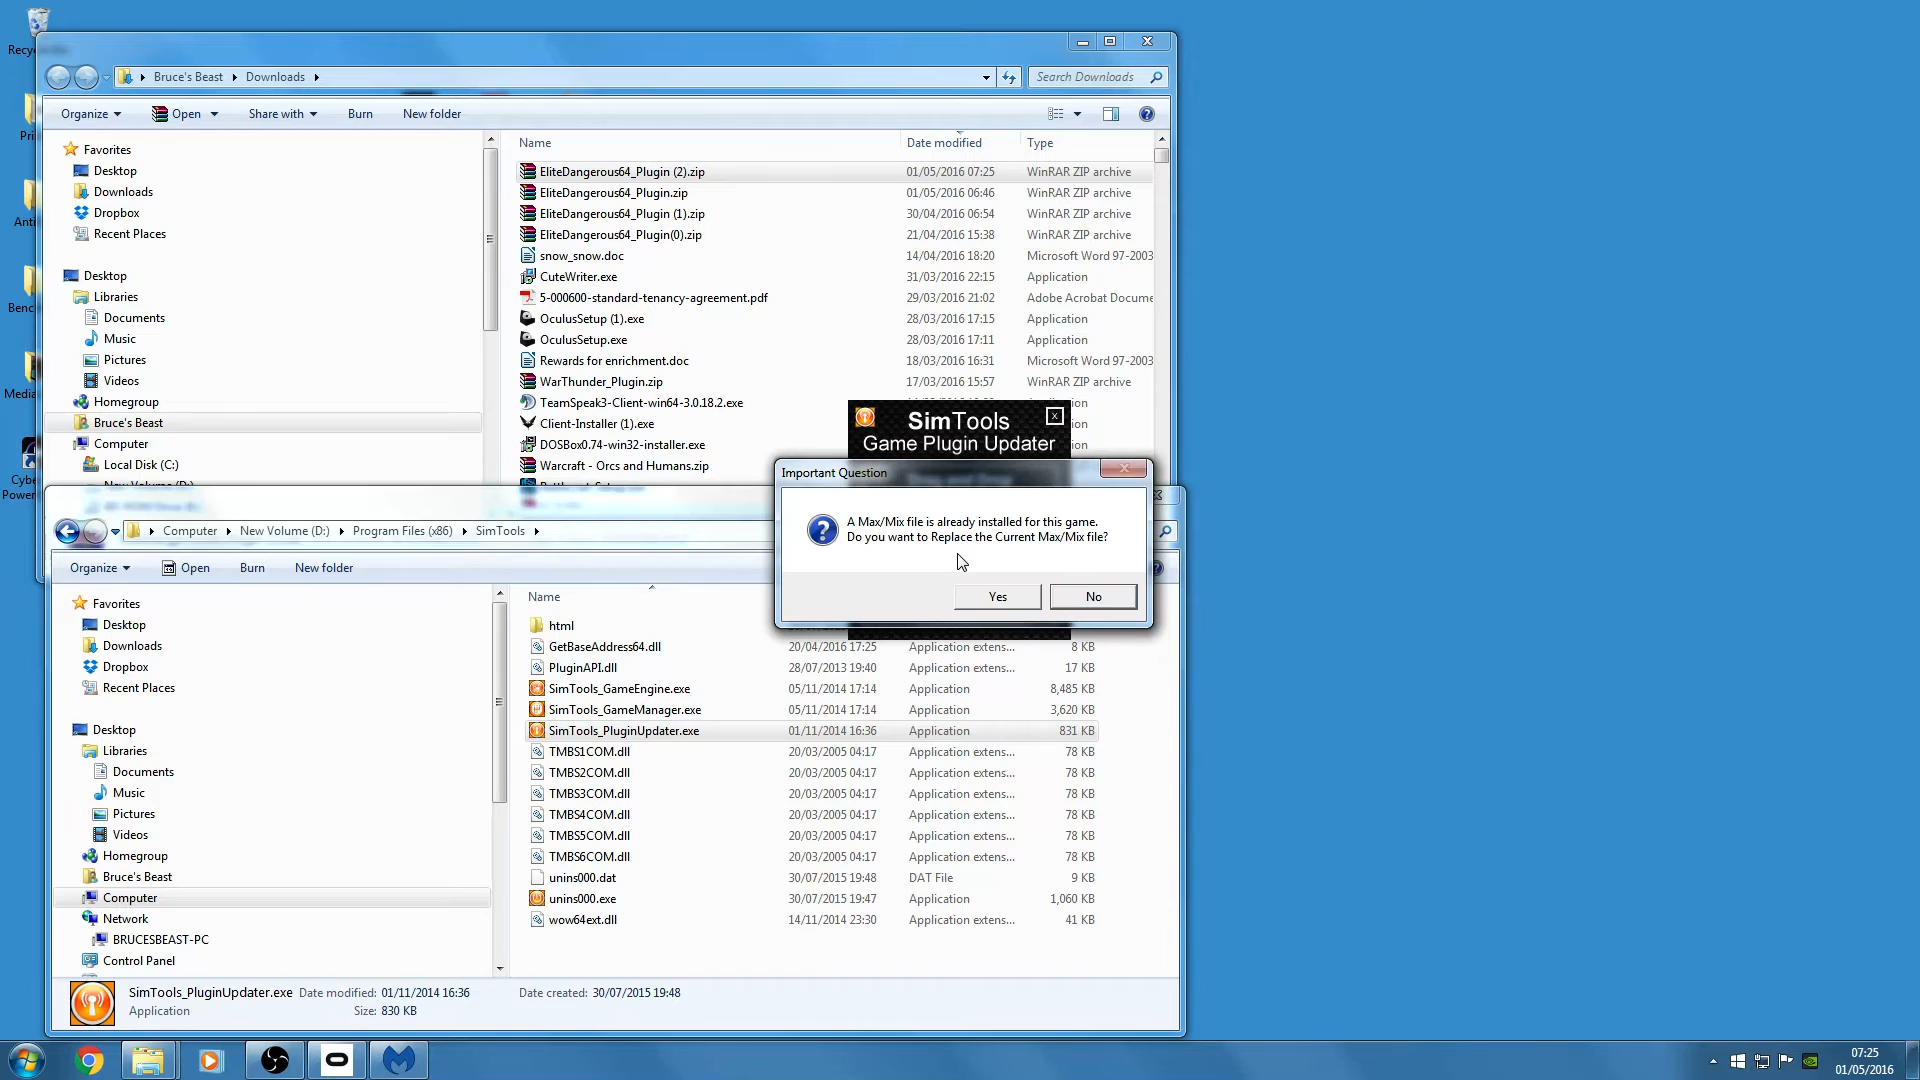 Bruce's Beast
Downloads
Search Downloads
Organize
Open
Share with
Burn
New folder
Favorites
Desktop
Downloads
Dropbox
Recent Places
Desktop
Libraries
Documents
Music
Pictures
Videos
Homegroup
Bruce's Beast
Computer
Local Disk (C:)
Name Date modified Type
EliteDangerous64_Plugin (2).zip 01/05/2016 07:25 WinRAR ZIP archive
EliteDangerous64_Plugin.zip 01/05/2016 06:46 WinRAR ZIP archive
EliteDangerous64_Plugin (1).zip 30/04/2016 06:54 WinRAR ZIP archive
EliteDangerous64_Plugin(0).zip 21/04/2016 15:38 WinRAR ZIP archive
snow_snow.doc 14/04/2016 18:20 Microsoft Word 97-2003
CuteWriter.exe 31/03/2016 22:15 Application
5-000600-standard-tenancy-agreement.pdf 29/03/2016 21:02 Adobe Acrobat Docume
OculusSetup (1).exe 28/03/2016 17:15 Application
OculusSetup.exe 28/03/2016 17:11 Application
Rewards for enrichment.doc 18/03/2016 16:31 Microsoft Word 97-2003
WarThunder_Plugin.zip 17/03/2016 15:57 WinRAR ZIP archive
TeamSpeak3-Client-win64-3.0.18.2.exe
Client-Installer (1).exe
DOSBox0.74-win32-installer.exe
Warcraft - Orcs and Humans.zip
SimTools
Game Plugin Updater
Important Question
A Max/Mix file is already installed for this game.
Do you want to Replace the Current Max/Mix file?
Yes
No
Computer
New Volume (D:)
Program Files (x86)
SimTools
Organize
Open
Burn
New folder
Favorites
Desktop
Downloads
Dropbox
Recent Places
Desktop
Libraries
Documents
Music
Pictures
Videos
Homegroup
Bruce's Beast
Computer
Network
BRUCESBEAST-PC
Control Panel
Name
html
GetBaseAddress64.dll 20/04/2016 17:25 Application extens... 8 KB
PluginAPI.dll 28/07/2013 19:40 Application extens... 17 KB
SimTools_GameEngine.exe 05/11/2014 17:14 Application 8,485 KB
SimTools_GameManager.exe 05/11/2014 17:14 Application 3,620 KB
SimTools_PluginUpdater.exe 01/11/2014 16:36 Application 831 KB
TMBS1COM.dll 20/03/2005 04:17 Application extens... 78 KB
TMBS2COM.dll 20/03/2005 04:17 Application extens... 78 KB
TMBS3COM.dll 20/03/2005 04:17 Application extens... 78 KB
TMBS4COM.dll 20/03/2005 04:17 Application extens... 78 KB
TMBS5COM.dll 20/03/2005 04:17 Application extens... 78 KB
TMBS6COM.dll 20/03/2005 04:17 Application extens... 78 KB
unins000.dat 30/07/2015 19:48 DAT File 9 KB
unins000.exe 30/07/2015 19:47 Application 1,060 KB
wow64ext.dll 14/11/2014 23:30 Application extens... 41 KB
SimTools_PluginUpdater.exe Date modified: 01/11/2014 16:36 Date created: 30/07/2015 19:48
Application Size: 830 KB
07:25
01/05/2016